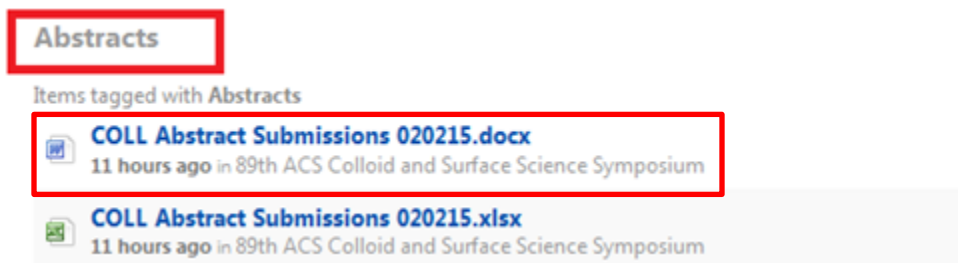 Abstracts
Items tagged with Abstracts
COLL Abstract Submissions 020215.docx
11 hours ago in 89th ACS Colloid and Surface Science Symposium
COLL Abstract Submissions 020215.xlsx
11 hours ago in 89th ACS Colloid and Surface Science Symposium